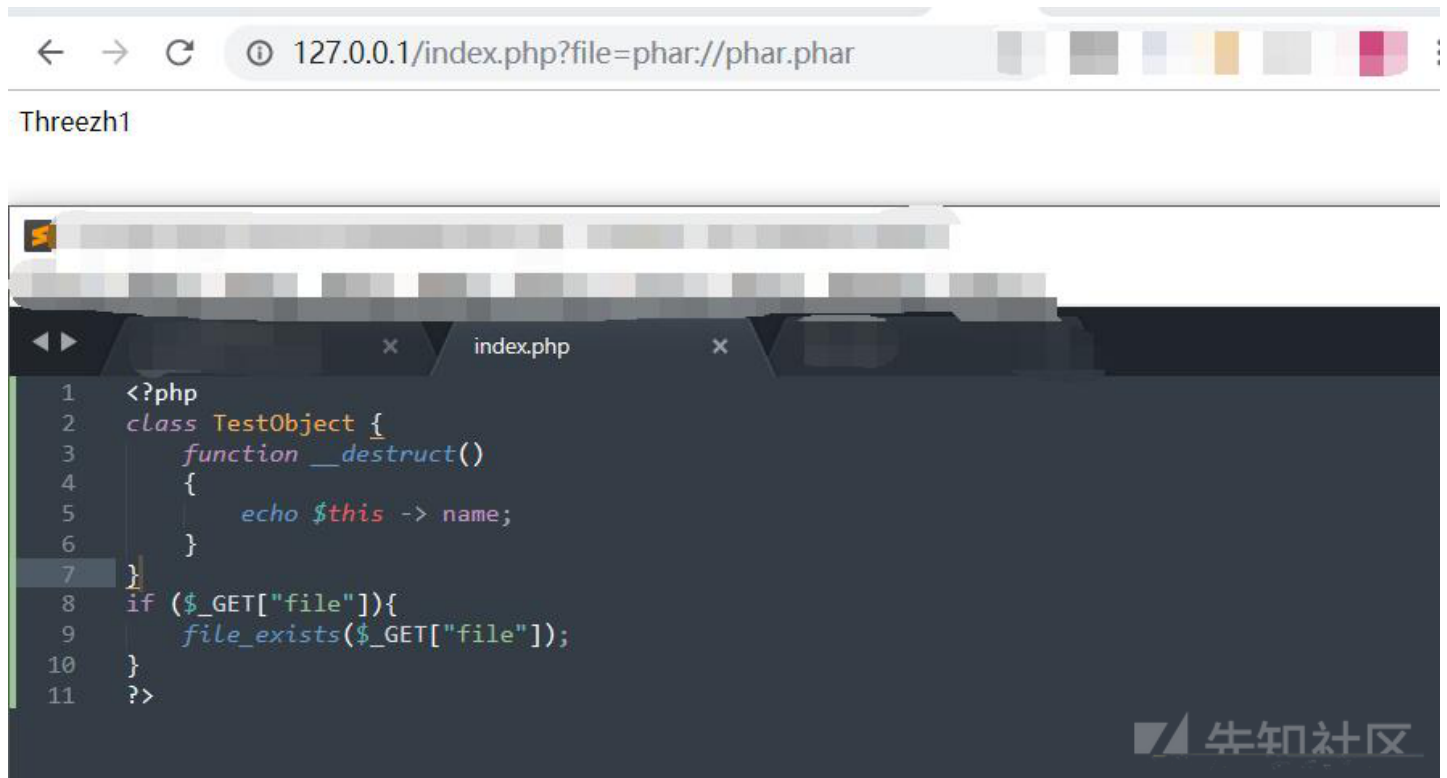 127.0.0.1/index.php?file=phar://phar.phar
Threezh1
index.php
1 <?php
2 class TestObject {
3 function __destruct()
4 {
5 echo $this -> name;
6 }
7 }
8 if ($_GET["file"]){
9 file_exists($_GET["file"]);
10 }
11 ?>
先知社区